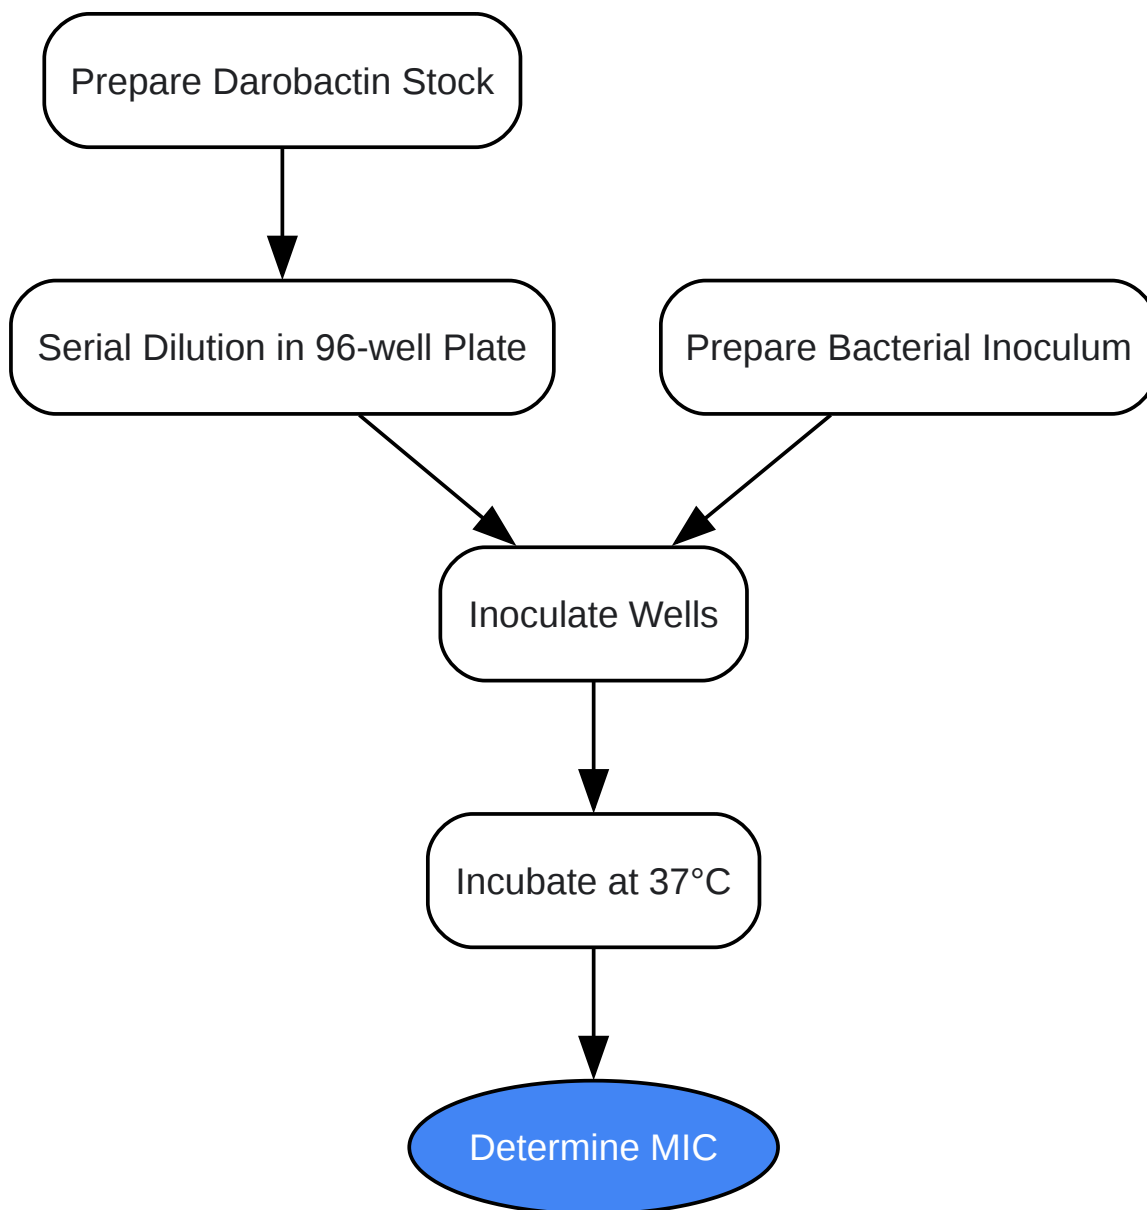 Prepare Darobactin Stock
Serial Dilution in 96-well Plate
Prepare Bacterial Inoculum
Inoculate Wells
Incubate at 37°C
Determine MIC